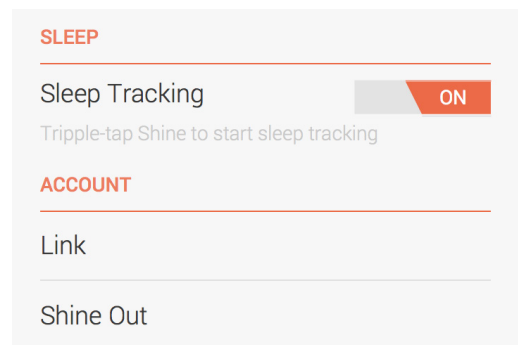 SLEEP
Sleep Tracking ON
Tripple-tap Shine to start sleep tracking
ACCOUNT
Link
Shine Out